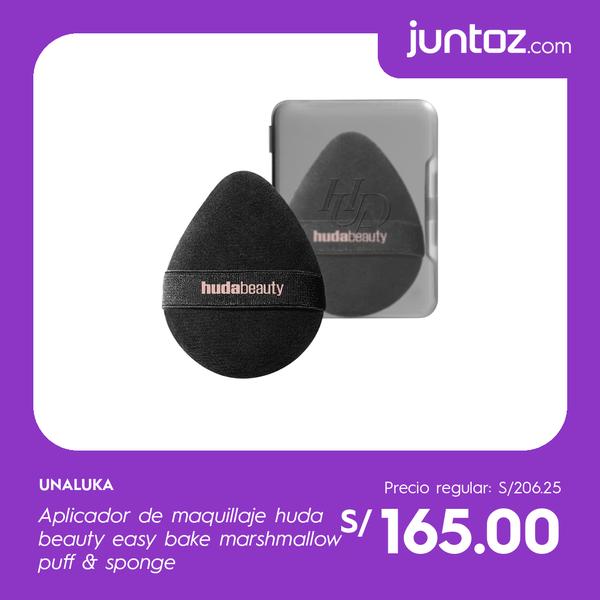 juntoz.com
HUD
hudabeauty
hudabeauty
UNALUKA
Precio regular: S/206.25
Aplicador de maquillaje huda
beauty easy bake marshmallow
puff & sponge
S/165.00